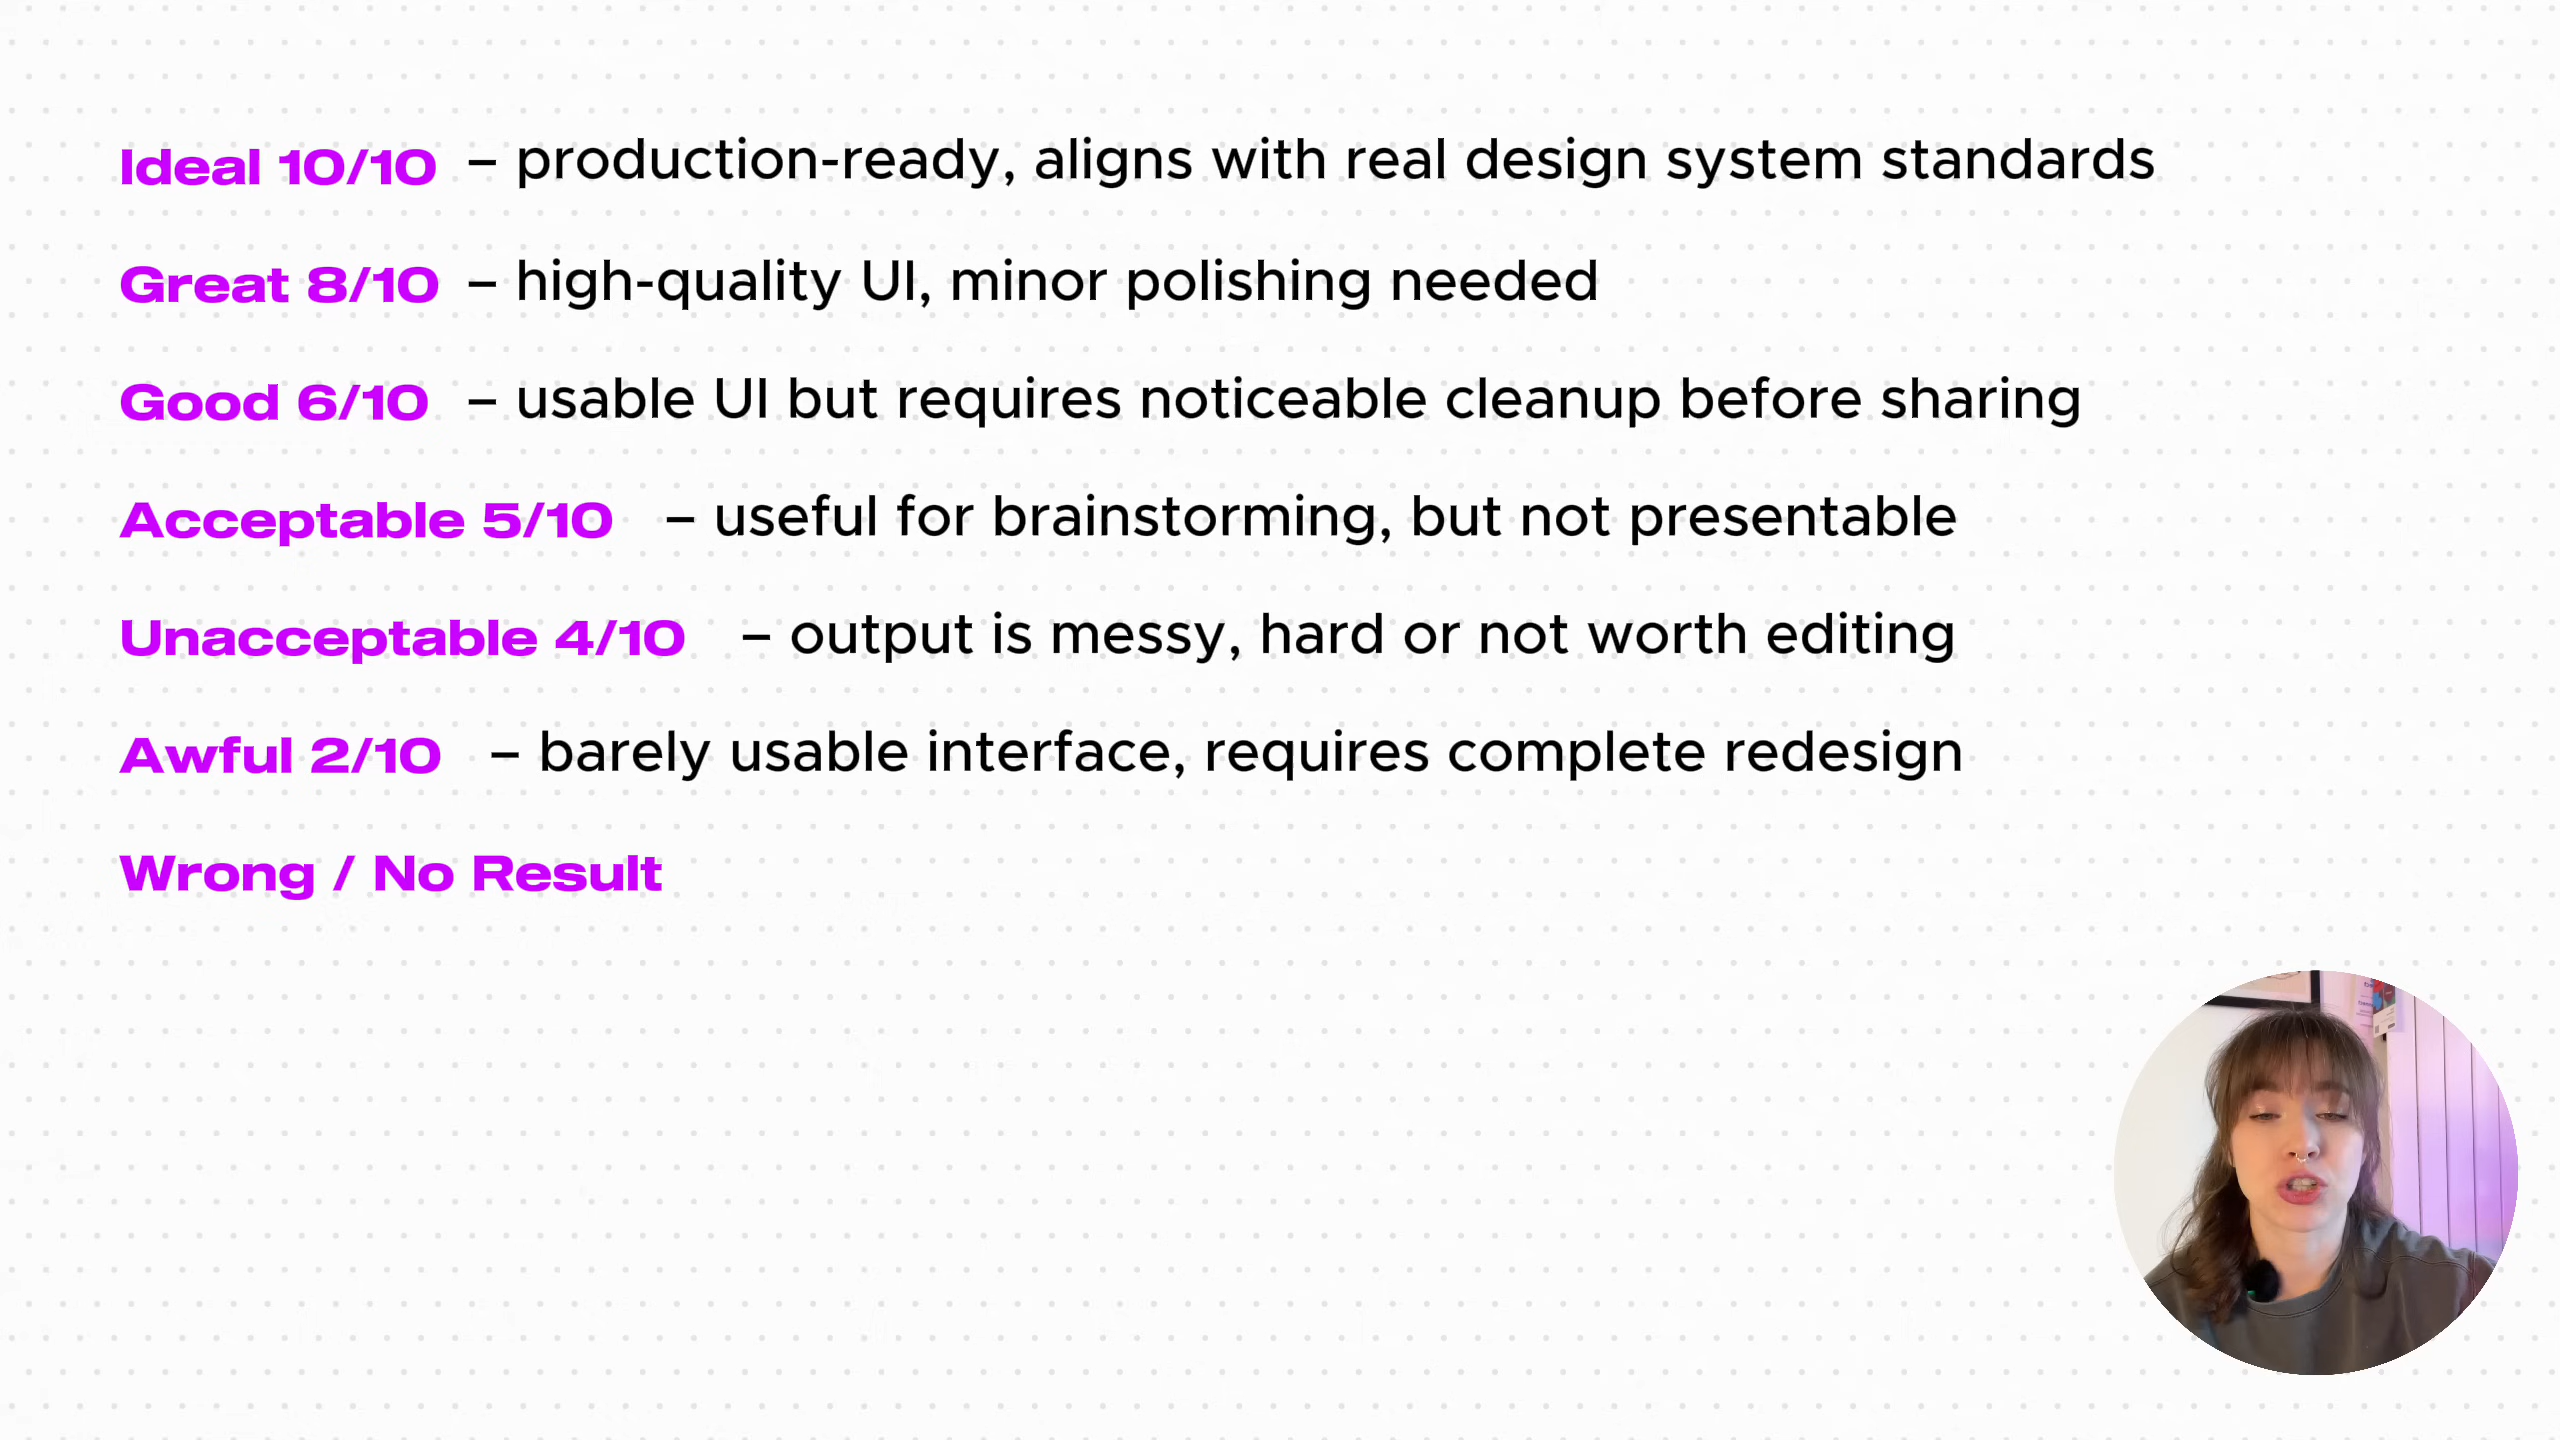 Ideal 10/10 – production-ready, aligns with real design system standards
Great 8/10 – high-quality UI, minor polishing needed
Good 6/10 – usable UI but requires noticeable cleanup before sharing
Acceptable 5/10 – useful for brainstorming, but not presentable
Unacceptable 4/10 – output is messy, hard or not worth editing
Awful 2/10 – barely usable interface, requires complete redesign
Wrong / No Result